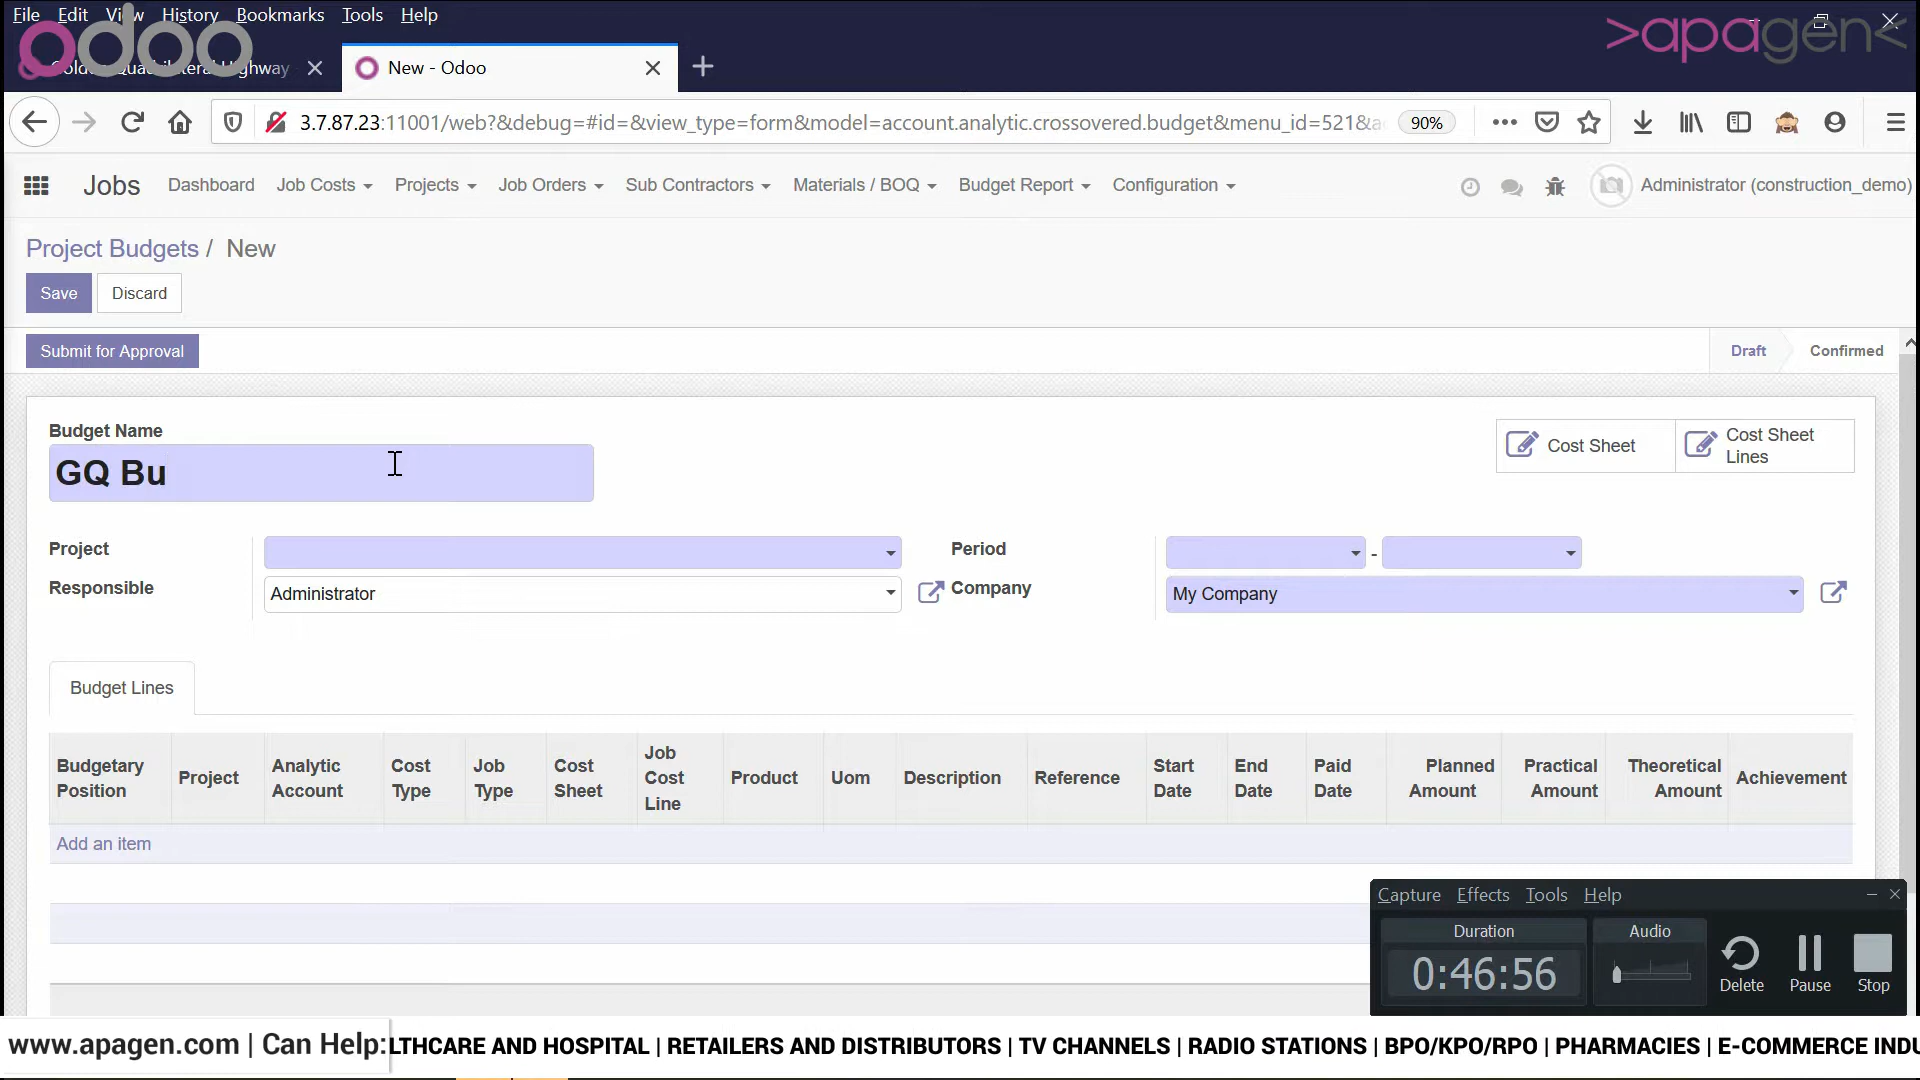 File Edit View History Bookmarks Tools Help
odoo
>apagen<
Highway
New - Odoo
3.7.87.23:11001/web?&debug=#id=&view_type=form&model=account.analytic.crossovered.budget&menu_id=521&a
90%
Jobs Dashboard Job Costs Projects Job Orders Sub Contractors Materials / BOQ Budget Report Configuration
Administrator (construction_demo)
Project Budgets / New
Save Discard
Submit for Approval
Draft Confirmed
Budget Name
GQ Bu
Cost Sheet
Cost Sheet
Lines
Project
Period -
Responsible Administrator
Company My Company
Budget Lines
Budgetary Position
Project
Analytic Account
Cost Type
Job Type
Cost Sheet
Job Cost Line
Product
Uom
Description
Reference
Start Date
End Date
Paid Date
Planned Amount
Practical Amount
Theoretical Amount
Achievement
Add an item
Capture Effects Tools Help
Duration
0:46:56
Audio
Delete Pause Stop
www.apagen.com | Can Help: LTHCARE AND HOSPITAL | RETAILERS AND DISTRIBUTORS | TV CHANNELS | RADIO STATIONS | BPO/KPO/RPO | PHARMACIES | E-COMMERCE INDU